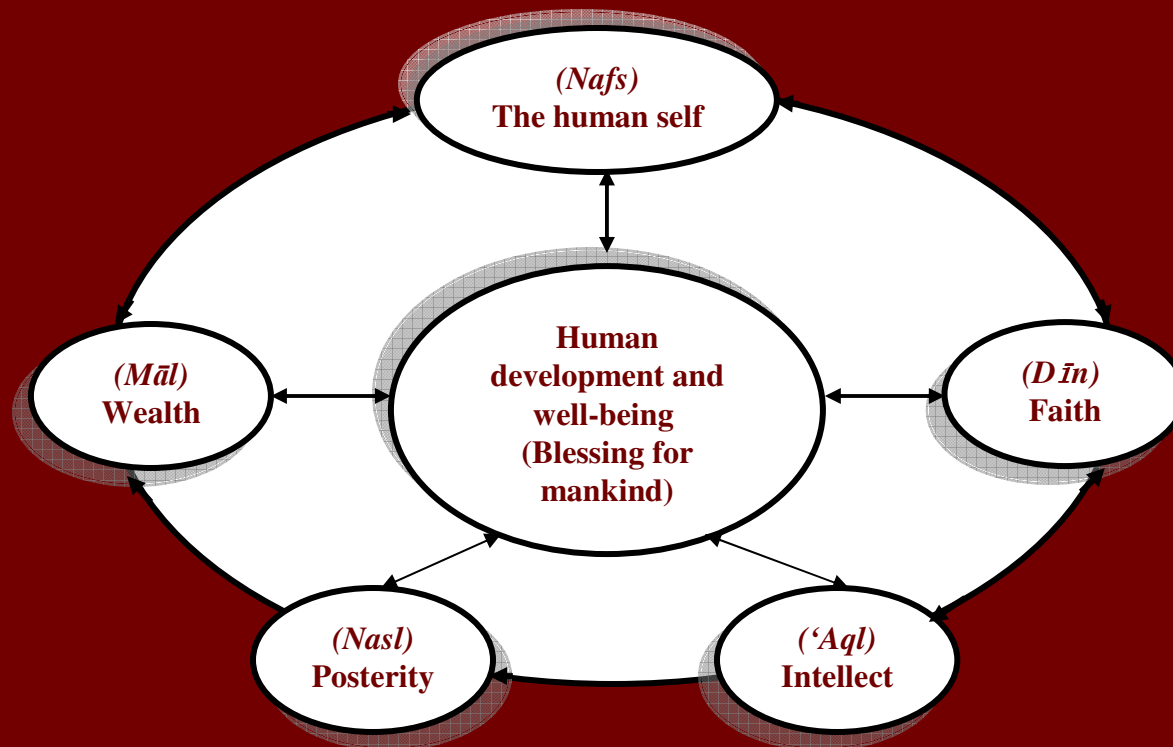 (Nafs)
The human self
(Māl)
Wealth
Human
development and
well-being
(Blessing for
mankind)
(Dīn)
Faith
(Nasl)
Posterity
(‘Aql)
Intellect